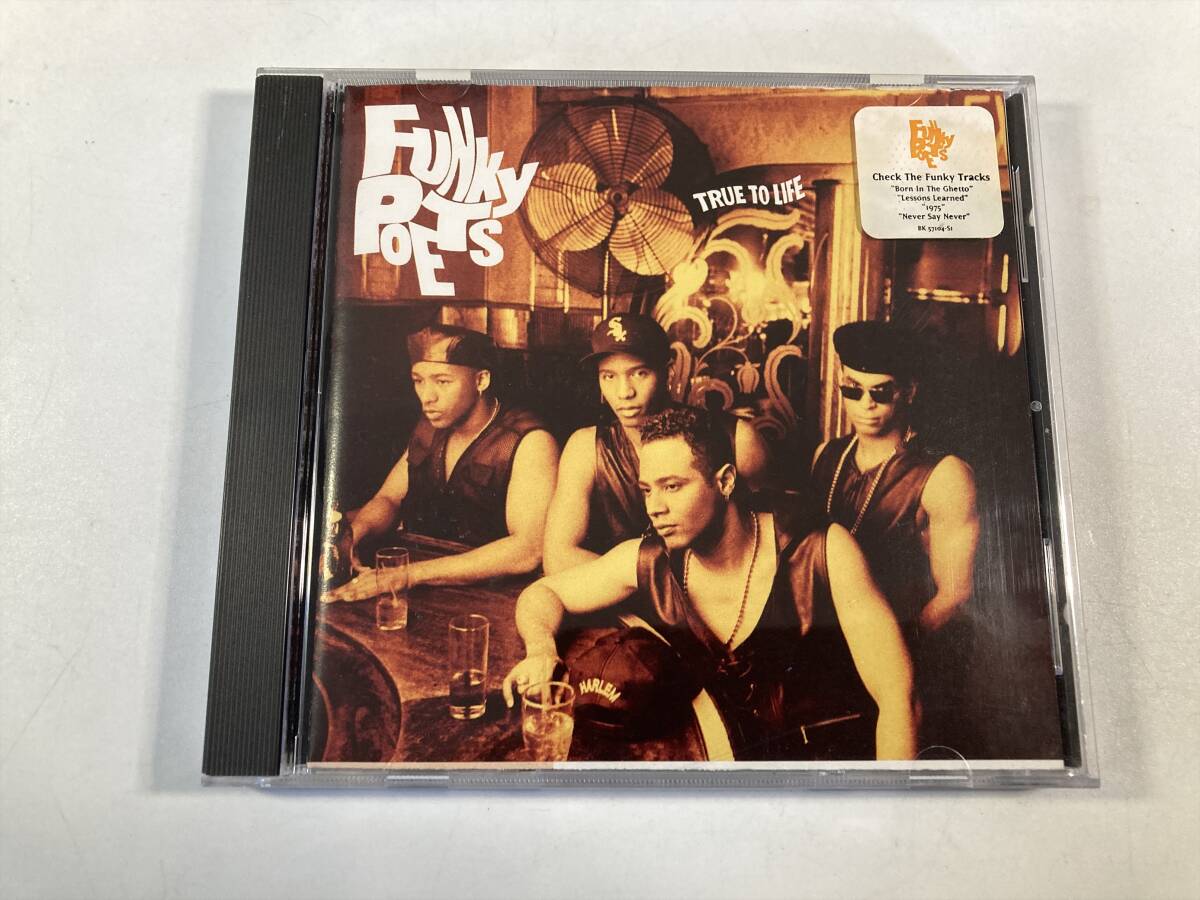 FUNKY
POETS
TRUE TO LIFE
FUNKY
POETS
Check The Funky Tracks
"Born In The Ghetto"
"Lessons Learned"
"1975"
"Never Say Never"
BK 57104-S1
Sox
HARLEM